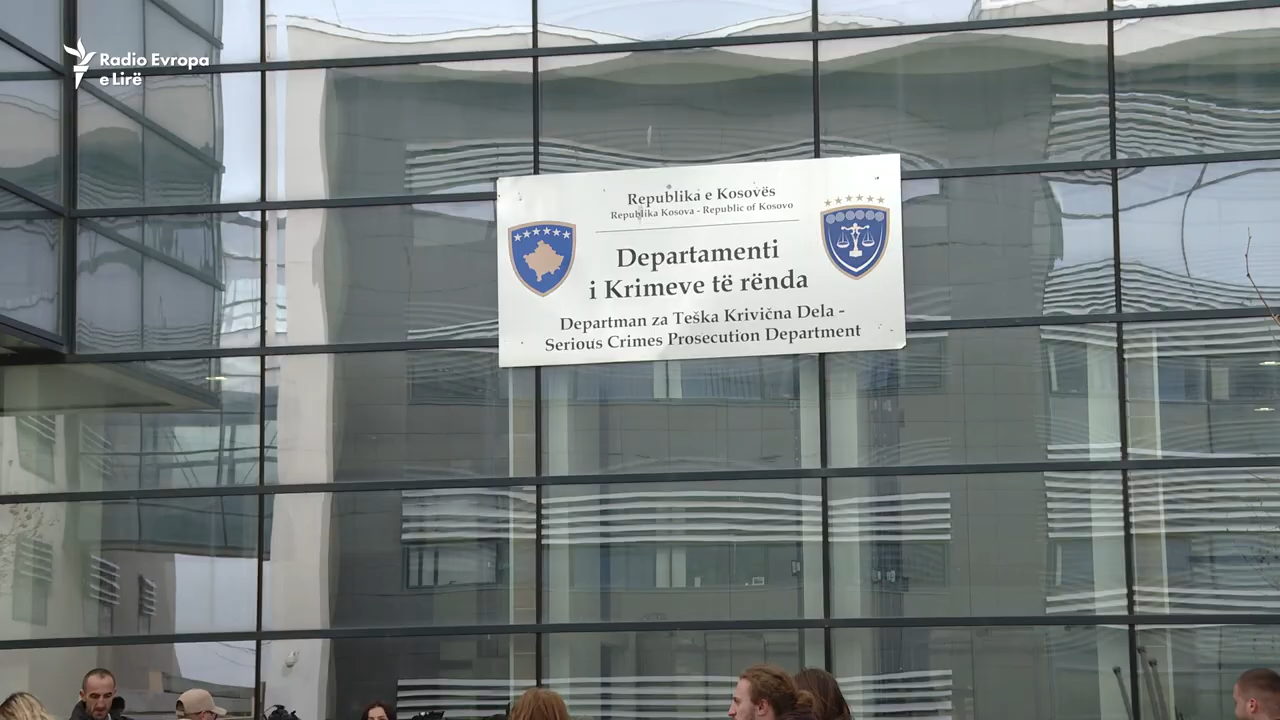 Radio Evropa
e Lirë
Republika e Kosovës
Republika Kosova - Republic of Kosovo
Departamenti
i Krimeve të rënda
Departman za Teška Krivična Dela -
Serious Crimes Prosecution Department